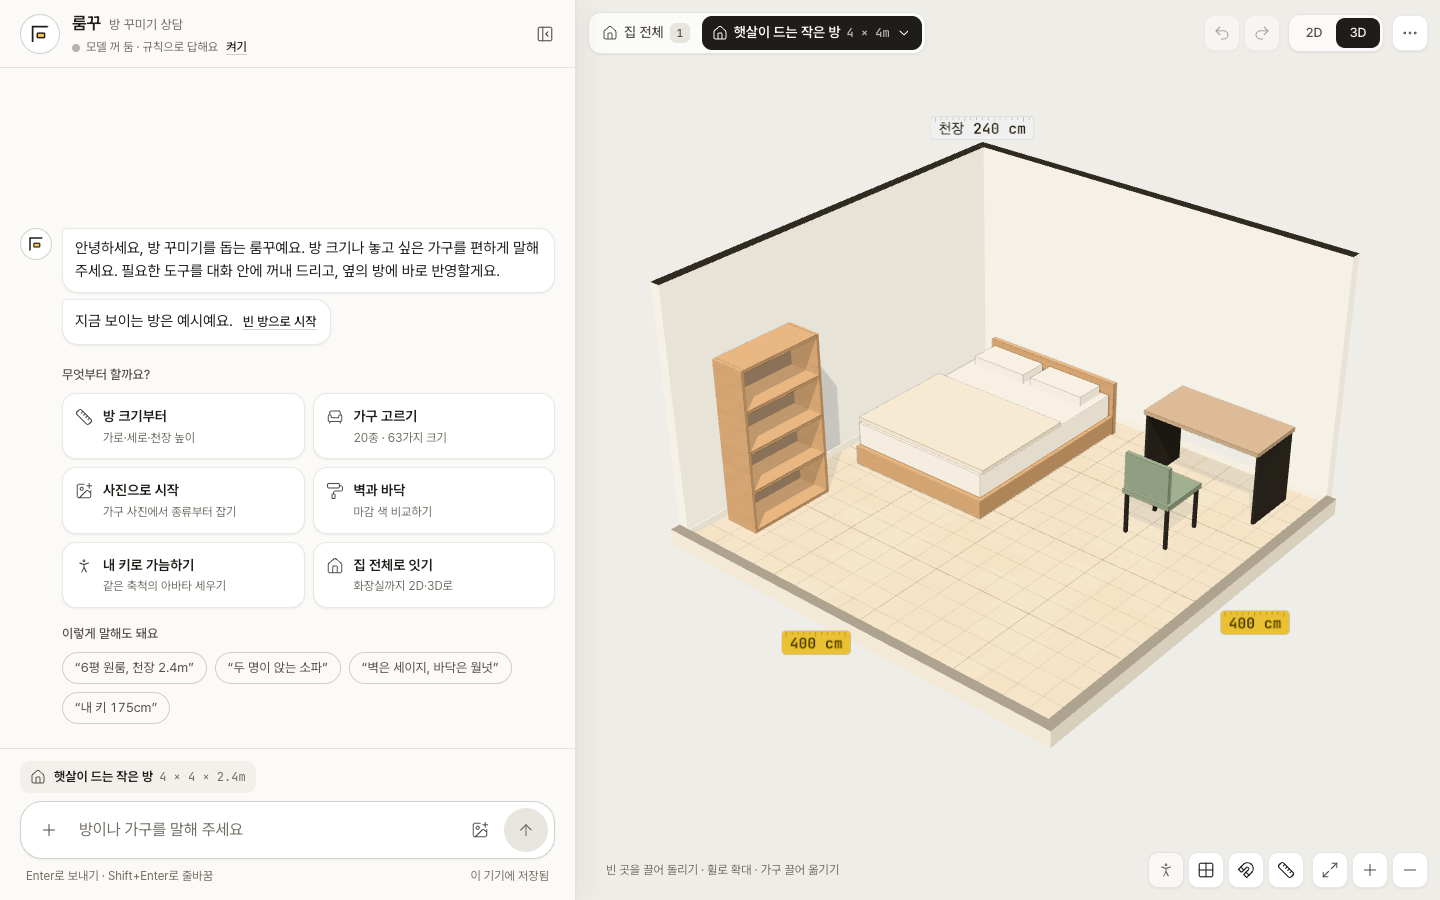 룸꾸 방 꾸미기 상담
모델 꺼 둠 · 규칙으로 답해요 켜기
안녕하세요, 방 꾸미기를 돕는 룸꾸예요. 방 크기나 놓고 싶은 가구를 편하게 말해
주세요. 필요한 도구를 대화 안에 꺼내 드리고, 옆의 방에 바로 반영할게요.
지금 보이는 방은 예시예요. 빈 방으로 시작
무엇부터 할까요?
방 크기부터
가로·세로·천장 높이
가구 고르기
20종 · 63가지 크기
사진으로 시작
가구 사진에서 종류부터 잡기
벽과 바닥
마감 색 비교하기
내 키로 가늠하기
같은 축척의 아바타 세우기
집 전체로 잇기
화장실까지 2D·3D로
이렇게 말해도 돼요
“6평 원룸, 천장 2.4m”
“두 명이 앉는 소파”
“벽은 세이지, 바닥은 월넛”
“내 키 175cm”
햇살이 드는 작은 방 4 × 4 × 2.4m
방이나 가구를 말해 주세요
Enter로 보내기 · Shift+Enter로 줄바꿈
이 기기에 저장됨
집 전체 1
햇살이 드는 작은 방 4 × 4m
2D
3D
천장 240 cm
400 cm
400 cm
빈 곳을 끌어 돌리기 · 휠로 확대 · 가구 끌어 옮기기